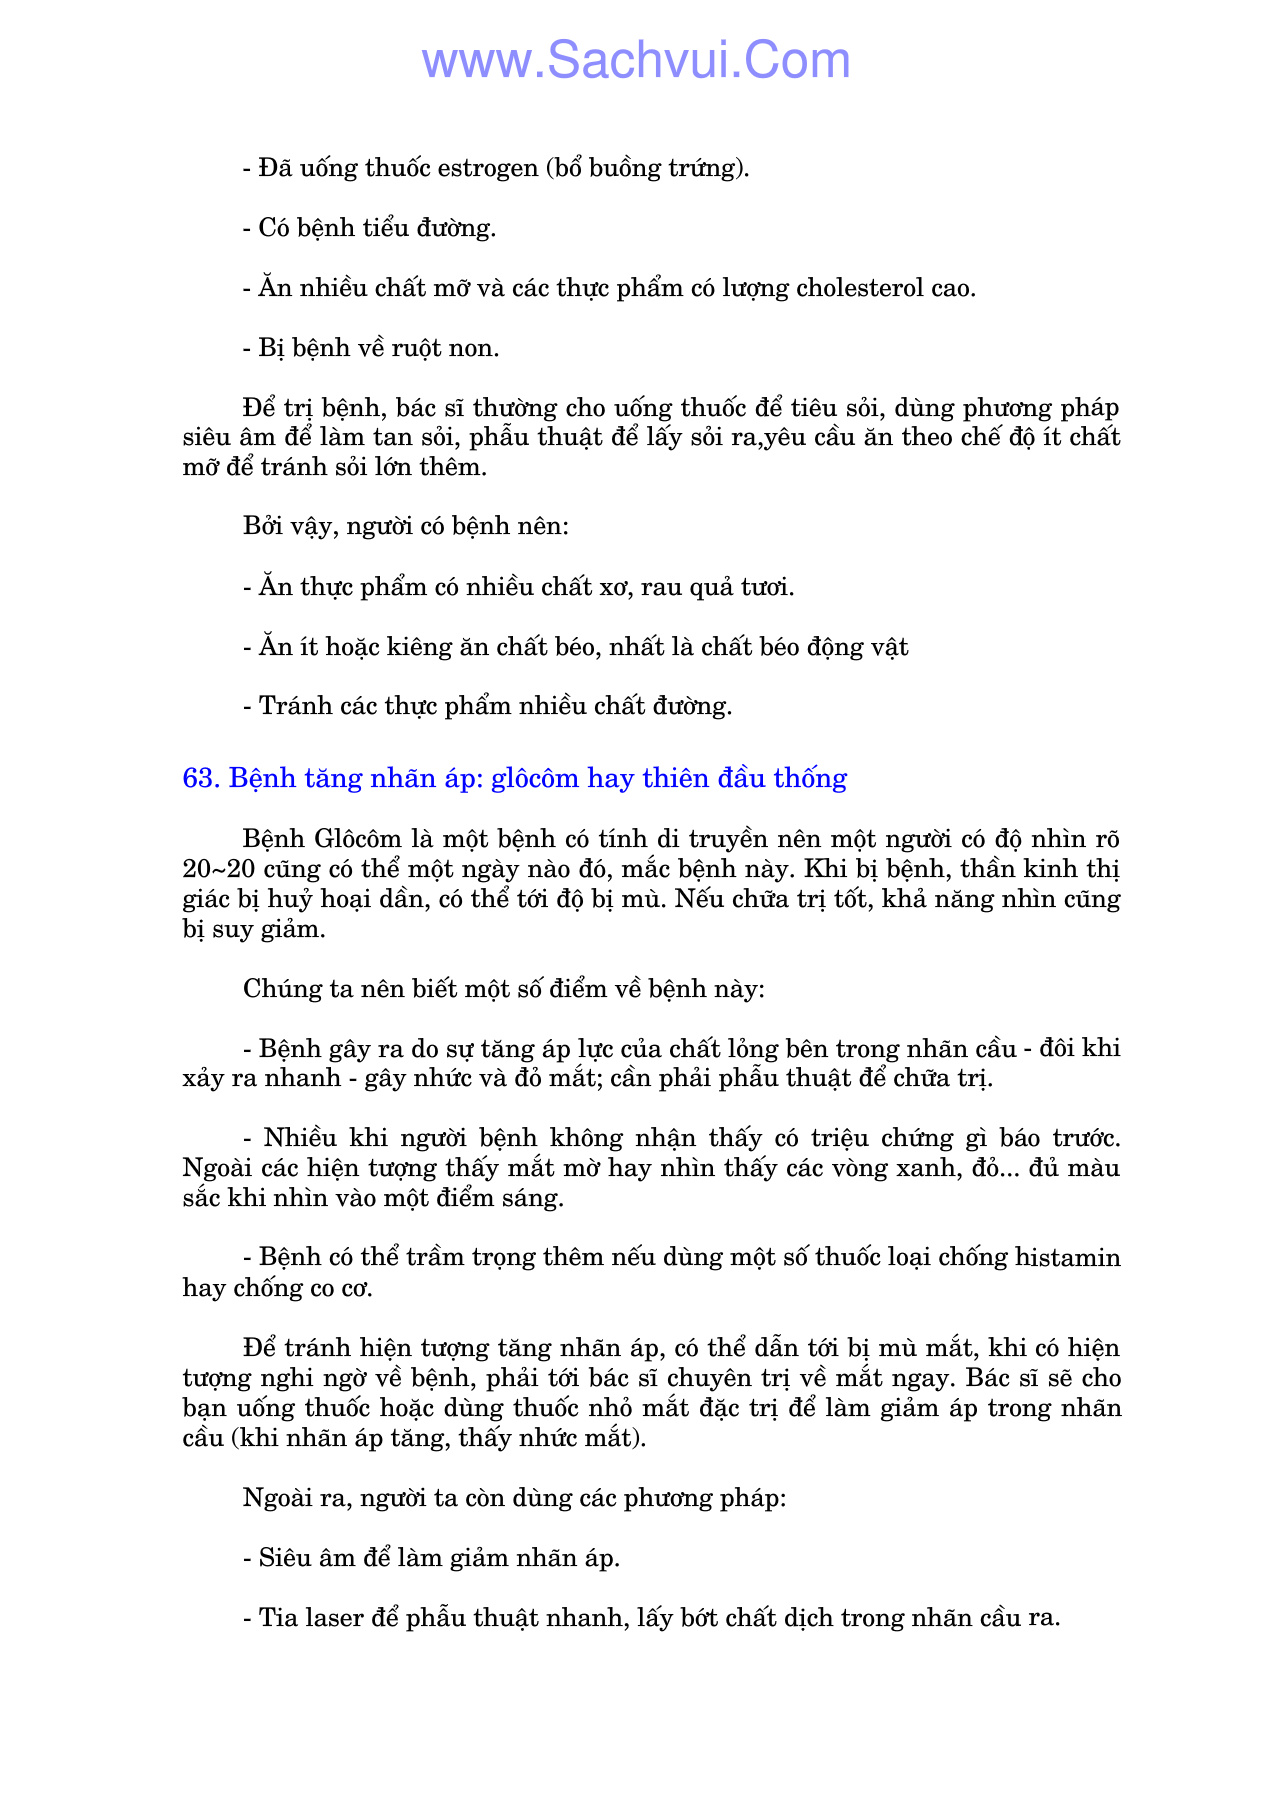 www.Sachvui.Com
- Đã uống thuốc estrogen (bổ buồng trứng).
- Có bệnh tiểu đường.
- Ăn nhiều chất mỡ và các thực phẩm có lượng cholesterol cao.
- Bị bệnh về ruột non.
Để trị bệnh, bác sĩ thường cho uống thuốc để tiêu sỏi, dùng phương pháp
siêu âm để làm tan sỏi, phẫu thuật để lấy sỏi ra,yêu cầu ăn theo chế độ ít chất
mỡ để tránh sỏi lớn thêm.
Bởi vậy, người có bệnh nên:
- Ăn thực phẩm có nhiều chất xơ, rau quả tươi.
- Ăn ít hoặc kiêng ăn chất béo, nhất là chất béo động vật
- Tránh các thực phẩm nhiều chất đường.
63. Bệnh tăng nhãn áp: glôcôm hay thiên đầu thống
Bệnh Glôcôm là một bệnh có tính di truyền nên một người có độ nhìn rõ
20~20 cũng có thể một ngày nào đó, mắc bệnh này. Khi bị bệnh, thần kinh thị
giác bị huỷ hoại dần, có thể tới độ bị mù. Nếu chữa trị tốt, khả năng nhìn cũng
bị suy giảm.
Chúng ta nên biết một số điểm về bệnh này:
- Bệnh gây ra do sự tăng áp lực của chất lỏng bên trong nhãn cầu - đôi khi
xảy ra nhanh - gây nhức và đỏ mắt; cần phải phẫu thuật để chữa trị.
- Nhiều khi người bệnh không nhận thấy có triệu chứng gì báo trước.
Ngoài các hiện tượng thấy mắt mờ hay nhìn thấy các vòng xanh, đỏ... đủ màu
sắc khi nhìn vào một điểm sáng.
- Bệnh có thể trầm trọng thêm nếu dùng một số thuốc loại chống histamin
hay chống co cơ.
Để tránh hiện tượng tăng nhãn áp, có thể dẫn tới bị mù mắt, khi có hiện
tượng nghi ngờ về bệnh, phải tới bác sĩ chuyên trị về mắt ngay. Bác sĩ sẽ cho
bạn uống thuốc hoặc dùng thuốc nhỏ mắt đặc trị để làm giảm áp trong nhãn
cầu (khi nhãn áp tăng, thấy nhức mắt).
Ngoài ra, người ta còn dùng các phương pháp:
- Siêu âm để làm giảm nhãn áp.
- Tia laser để phẫu thuật nhanh, lấy bớt chất dịch trong nhãn cầu ra.